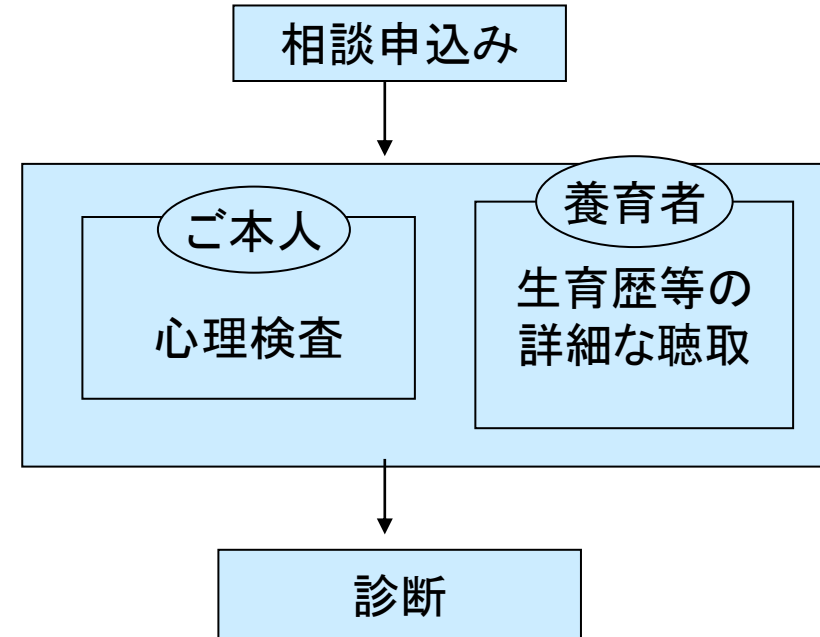 相談申込み
ご本人
心理検査
養育者
生育歴等の
詳細な聴取
診断